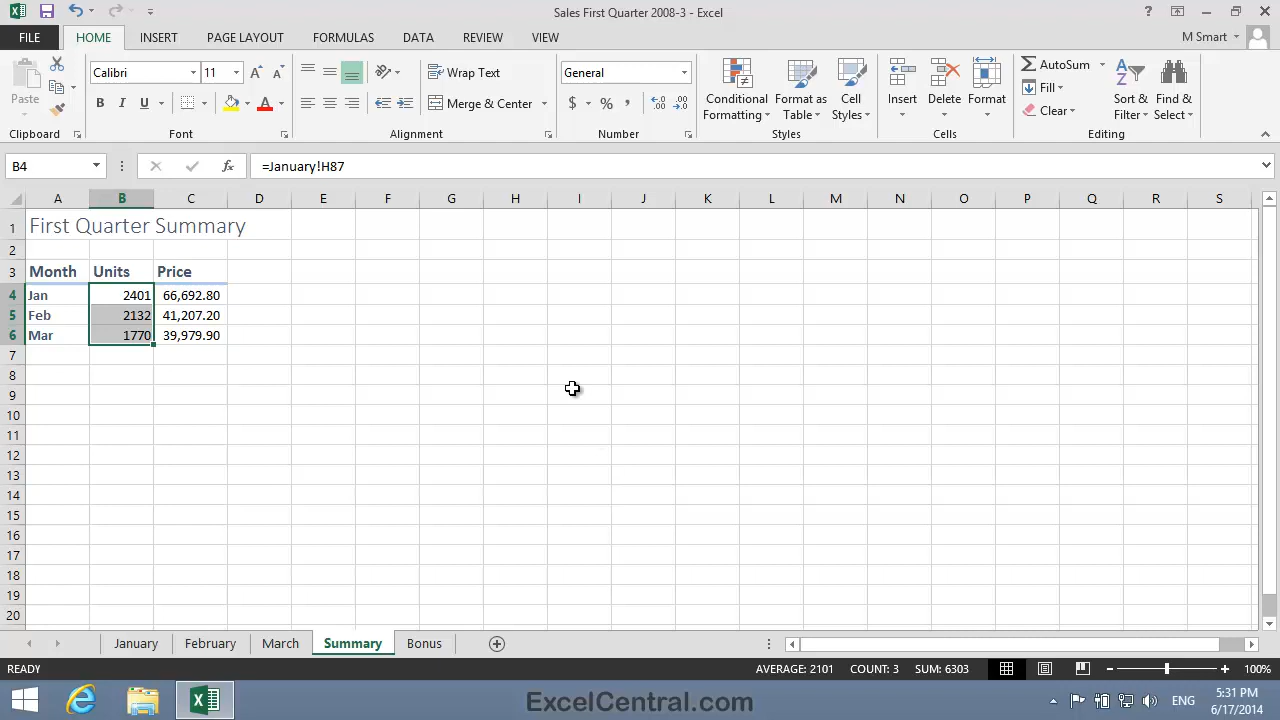 Sales First Quarter 2008-3 - Excel
?
FILE HOME INSERT PAGE LAYOUT FORMULAS DATA REVIEW VIEW M Smart
Paste Calibri 11 A A Wrap Text General Conditional Formatting Format as Table Cell Styles Insert Delete Format AutoSum Fill Clear Sort & Filter Find & Select
B I U A Merge & Center $ % ,
Clipboard Font Alignment Number Styles Cells Editing
B4 fx =January!H87
A B C D E F G H I J K L M N O P Q R S
1 First Quarter Summary
2
3 Month Units Price
4 Jan 2401 66,692.80
5 Feb 2132 41,207.20
6 Mar 1770 39,979.90
7
8
9
10
11
12
13
14
15
16
17
18
19
20
January February March Summary Bonus
READY AVERAGE: 2101 COUNT: 3 SUM: 6303 100%
ExcelCentral.com ENG 5:31 PM
6/17/2014